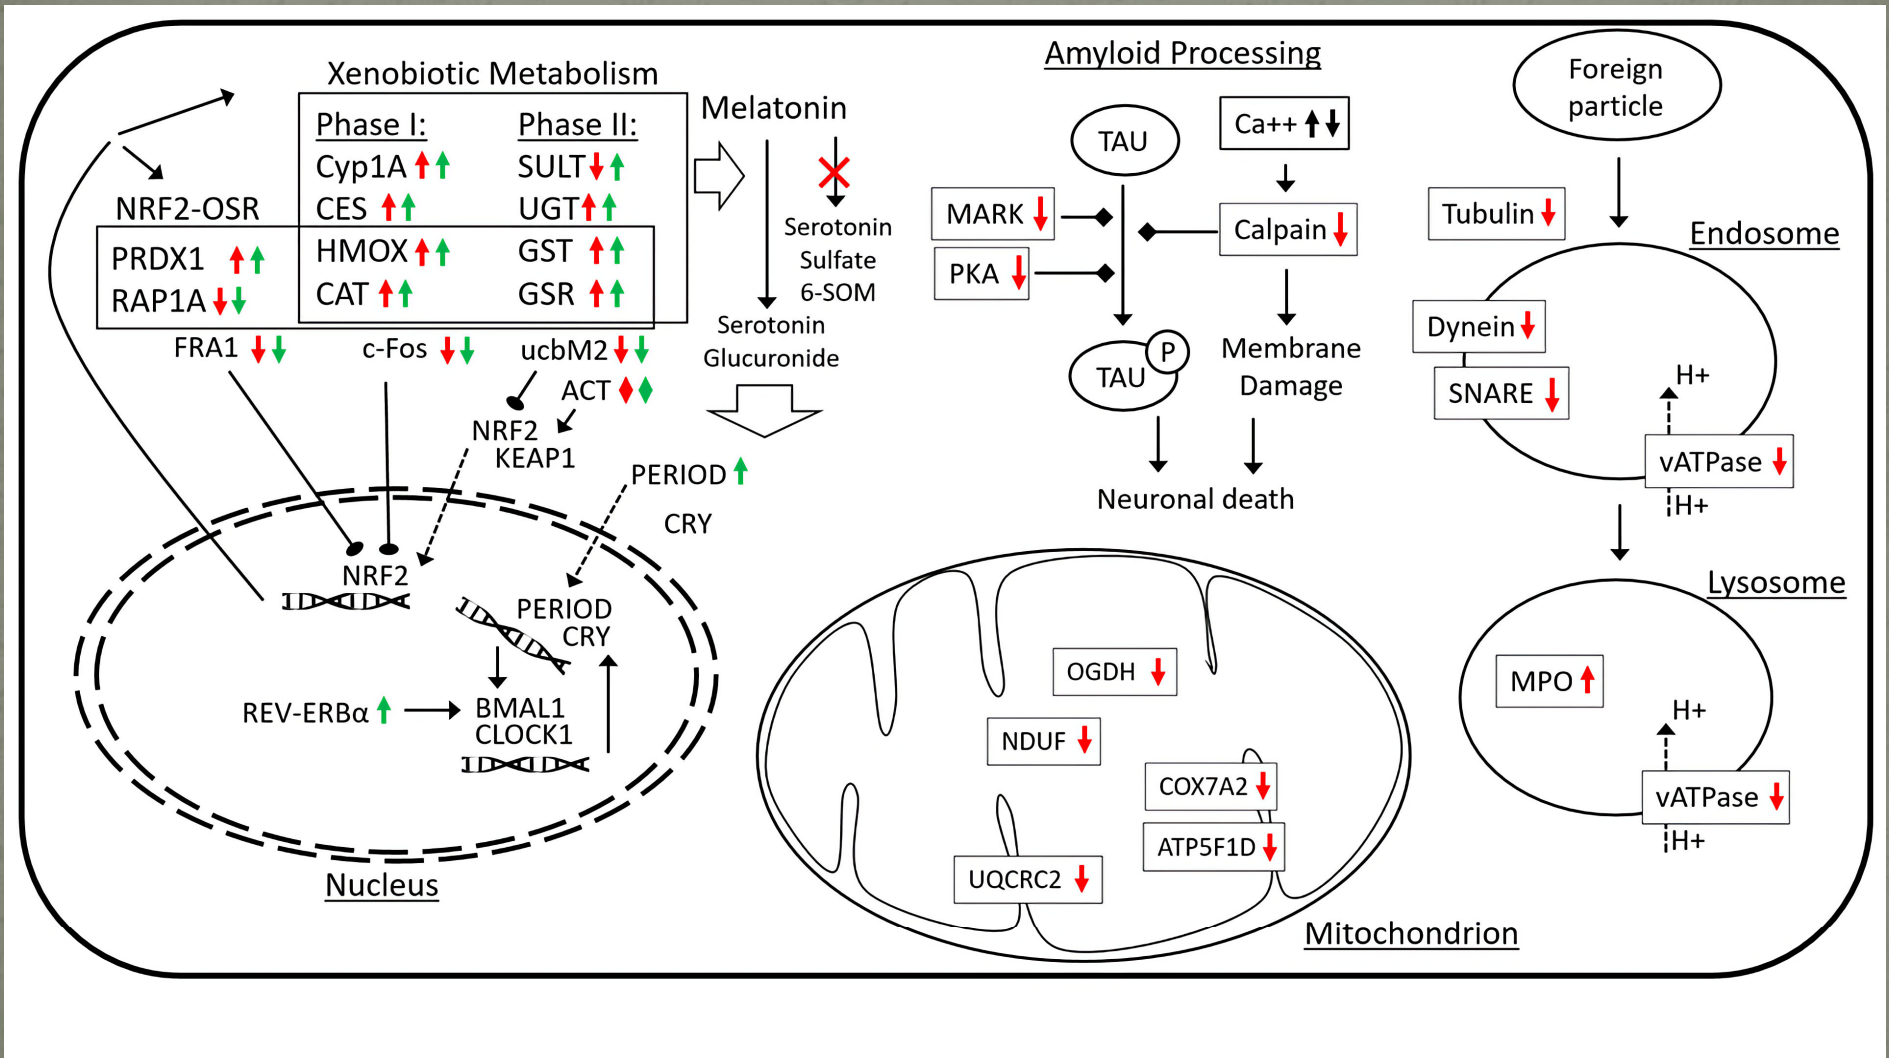 Xenobiotic Metabolism
Phase I:
Cyp1A
CES
HMOX
CAT
Phase II:
SULT
UGT
GST
GSR
NRF2-OSR
PRDX1
RAP1A
FRA1
c-Fos
ucbM2
ACT
NRF2
KEAP1
Melatonin
Serotonin
Sulfate
6-SOM
Serotonin
Glucuronide
PERIOD
CRY
NRF2
PERIOD
CRY
REV-ERBα
BMAL1
CLOCK1
Nucleus
Amyloid Processing
TAU
Ca++
MARK
PKA
Calpain
TAU
P
Membrane
Damage
Neuronal death
OGDH
NDUF
COX7A2
ATP5F1D
UQCRC2
Mitochondrion
Foreign
particle
Tubulin
Endosome
Dynein
SNARE
H+
vATPase
H+
Lysosome
MPO
H+
vATPase
H+